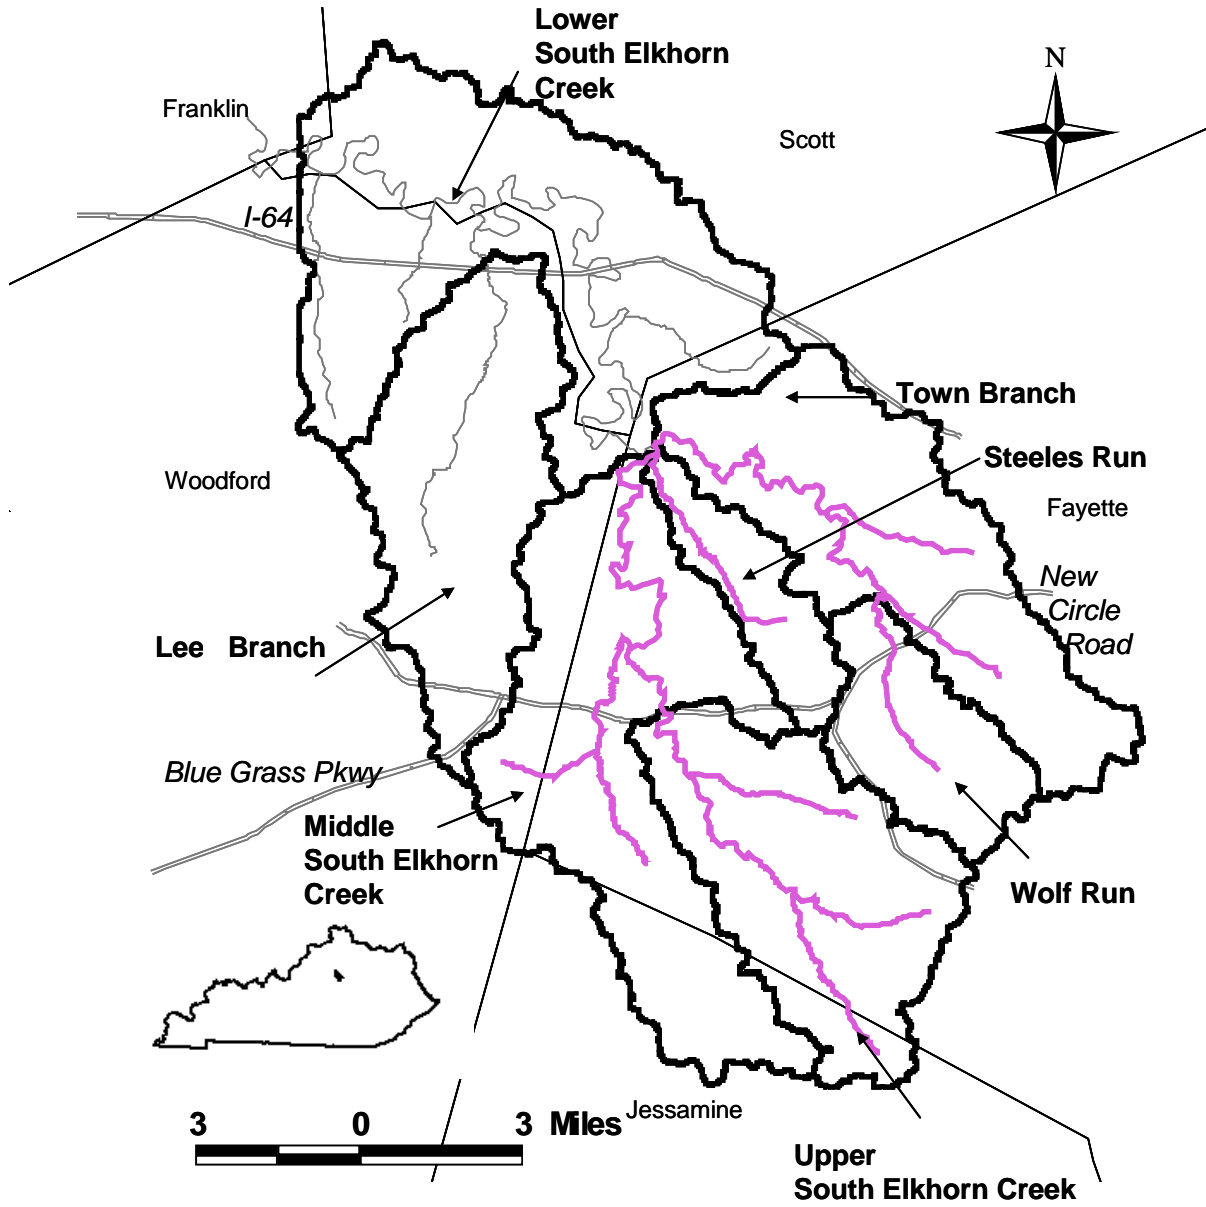 Lower
South Elkhorn
Creek
N
Franklin
Scott
I-64
Town Branch
Steeles Run
Woodford
Fayette
New
Circle
Road
Lee Branch
Blue Grass Pkwy
Middle
South Elkhorn
Creek
Wolf Run
3 0 3 Miles
Jessamine
Upper
South Elkhorn Creek